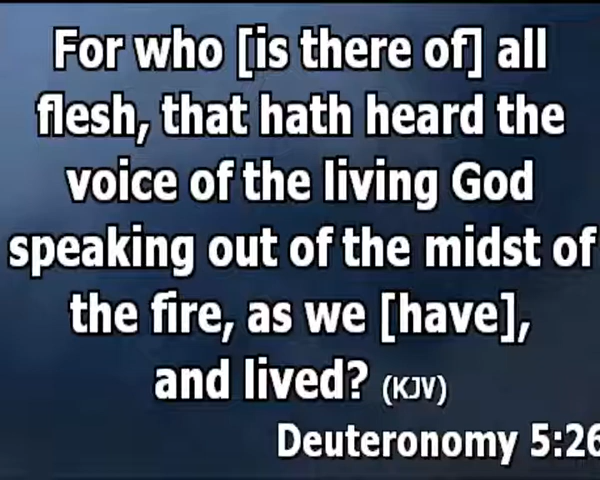 For who [is there of] all
flesh, that hath heard the
voice of the living God
speaking out of the midst of
the fire, as we [have],
and lived? (KJV)
Deuteronomy 5:26